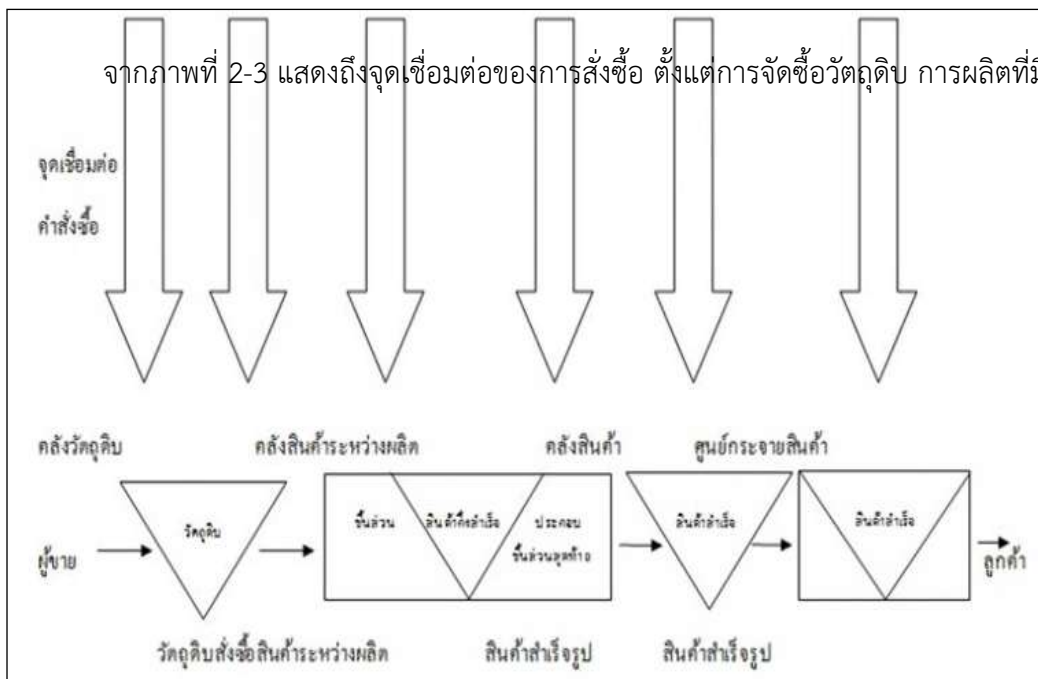 จากภาพที่ 2-3 แสดงถึงจุดเชื่อมต่อของการสั่งซื้อ ตั้งแต่การจัดซื้อวัตถุดิบ การผลิตที่มี
จุดเชื่อมต่อ
คำสั่งซื้อ
คลังวัตถุดิบ คลังสินค้าระหว่างผลิต คลังสินค้า ศูนย์กระจายสินค้า
วัตถุดิบ ชิ้นส่วน สินค้ากึ่งสำเร็จ ประกอบ สินค้าสำเร็จ สินค้าสำเร็จ
ผู้ขาย ชิ้นส่วนสุดท้าย ลูกค้า
วัตถุดิบสั่งซื้อสินค้าระหว่างผลิต สินค้าสำเร็จรูป สินค้าสำเร็จรูป